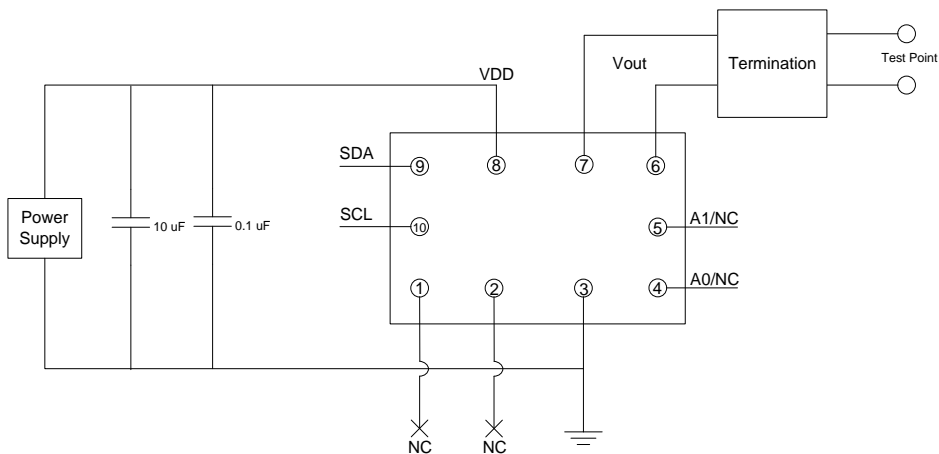 Vout
Termination
Test Point
VDD
SDA
9
8
7
6
SCL
10
5
A1/NC
Power
Supply
10 uF
0.1 uF
1
2
3
4
A0/NC
NC
NC